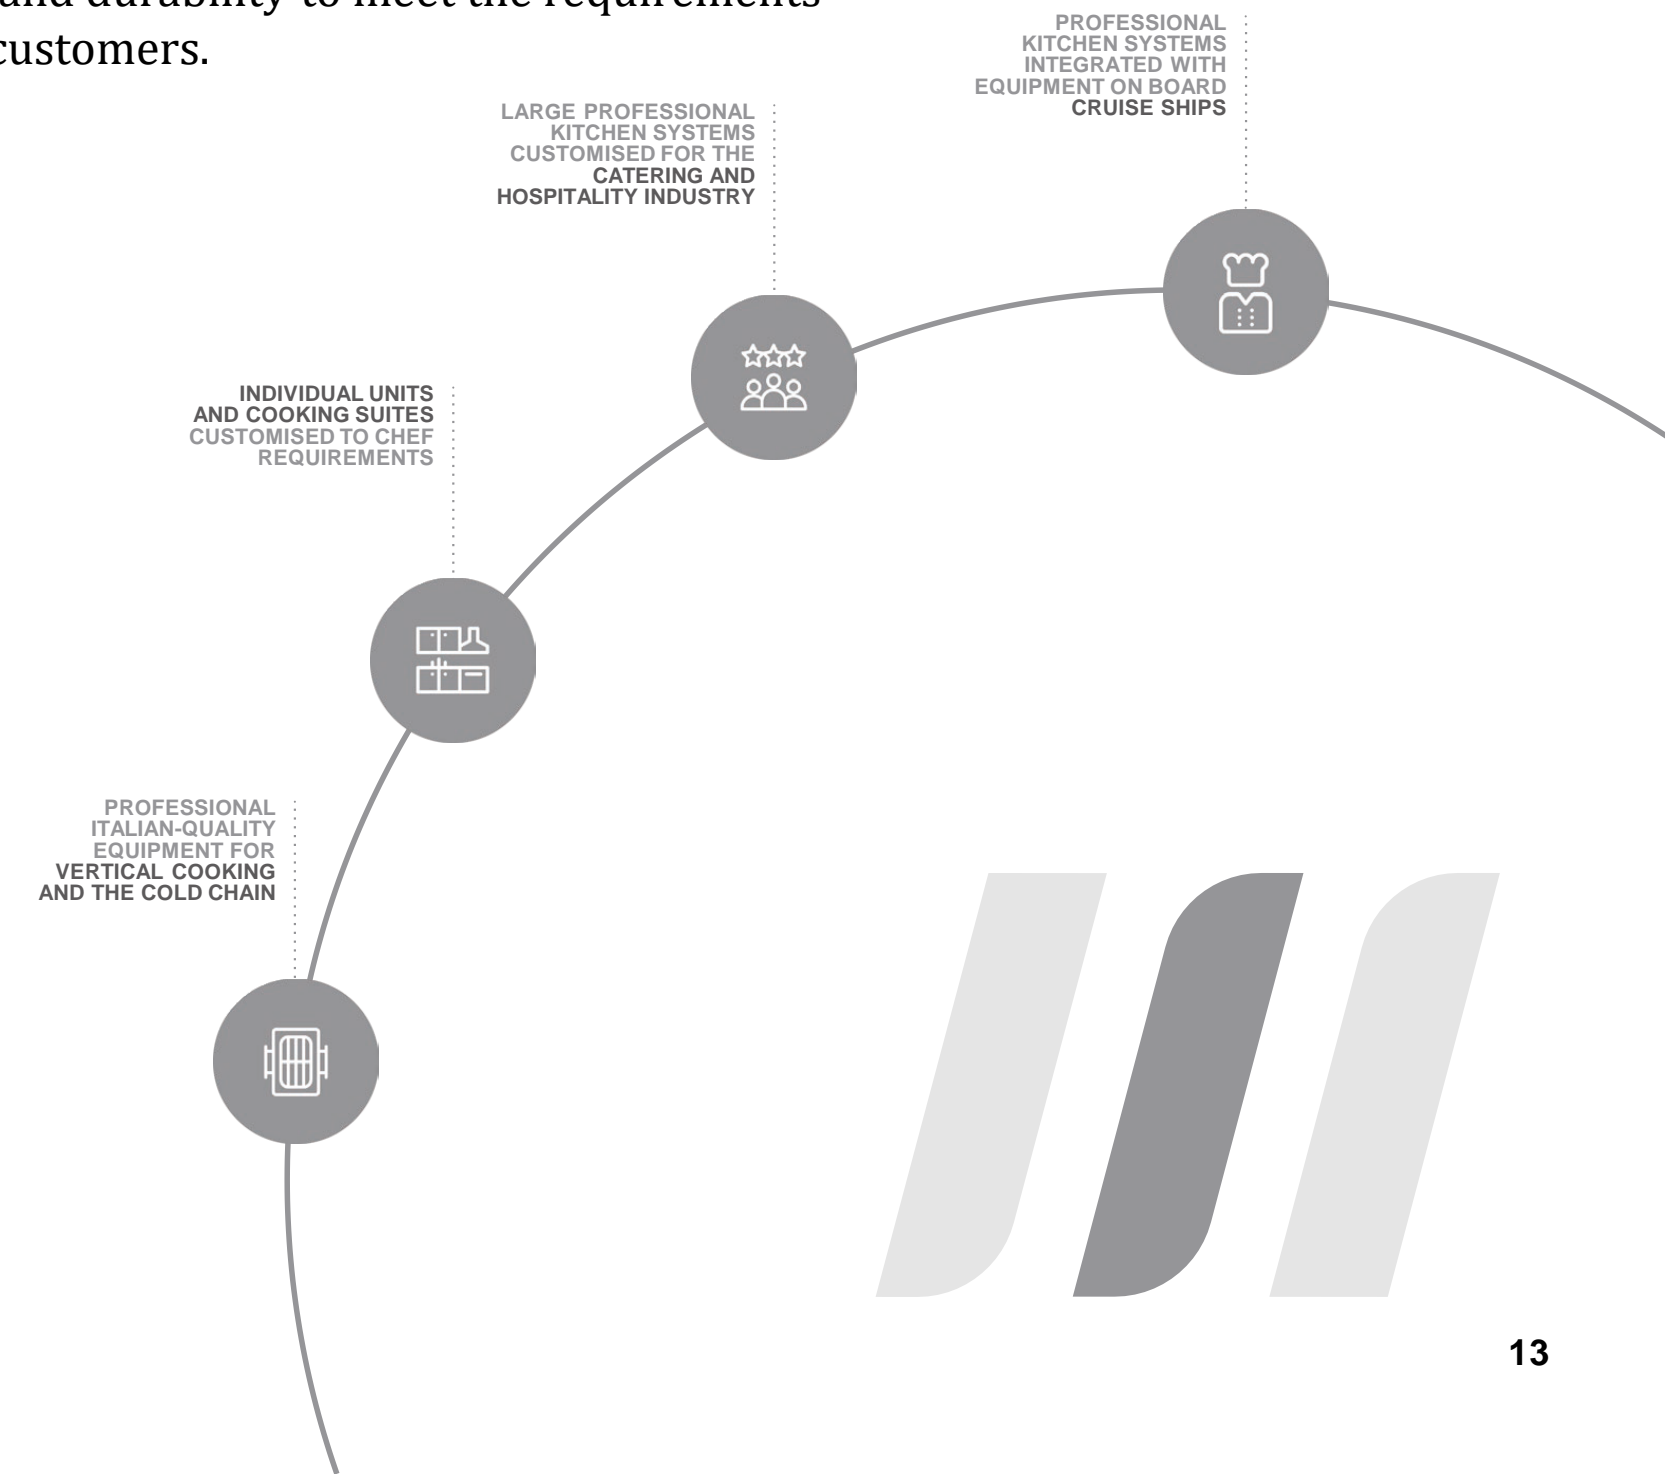 and durability to meet the requirements
customers.
PROFESSIONAL
KITCHEN SYSTEMS
INTEGRATED WITH
EQUIPMENT ON BOARD
CRUISE SHIPS
LARGE PROFESSIONAL
KITCHEN SYSTEMS
CUSTOMISED FOR THE
CATERING AND
HOSPITALITY INDUSTRY
INDIVIDUAL UNITS
AND COOKING SUITES
CUSTOMISED TO CHEF
REQUIREMENTS
PROFESSIONAL
ITALIAN-QUALITY
EQUIPMENT FOR
VERTICAL COOKING
AND THE COLD CHAIN
13